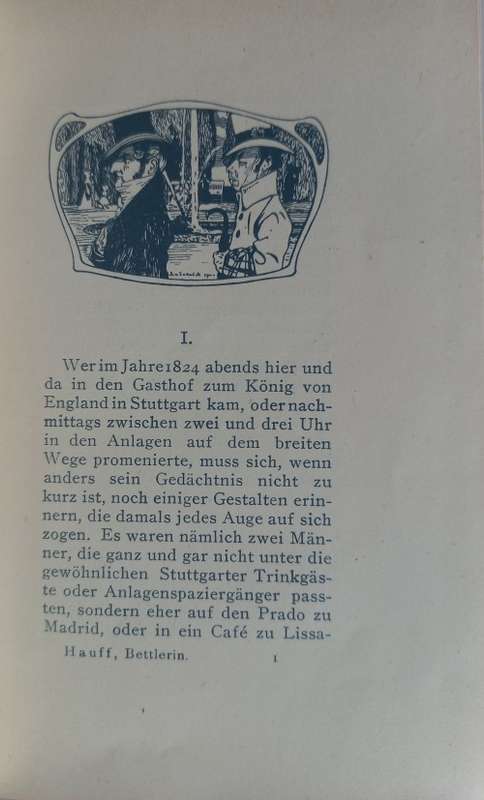 I.
Wer im Jahre 1824 abends hier und
da in den Gasthof zum König von
England in Stuttgart kam, oder nach-
mittags zwischen zwei und drei Uhr
in den Anlagen auf dem breiten
Wege promenierte, muss sich, wenn
anders sein Gedächtnis nicht zu
kurz ist, noch einiger Gestalten erin-
nern, die damals jedes Auge auf sich
zogen. Es waren nämlich zwei Män-
ner, die ganz und gar nicht unter die
gewöhnlichen Stuttgarter Trinkgäs-
te oder Anlagenspaziergänger pass-
ten, sondern eher auf den Prado zu
Madrid, oder in ein Café zu Lissa-
Hauff, Bettlerin. 1